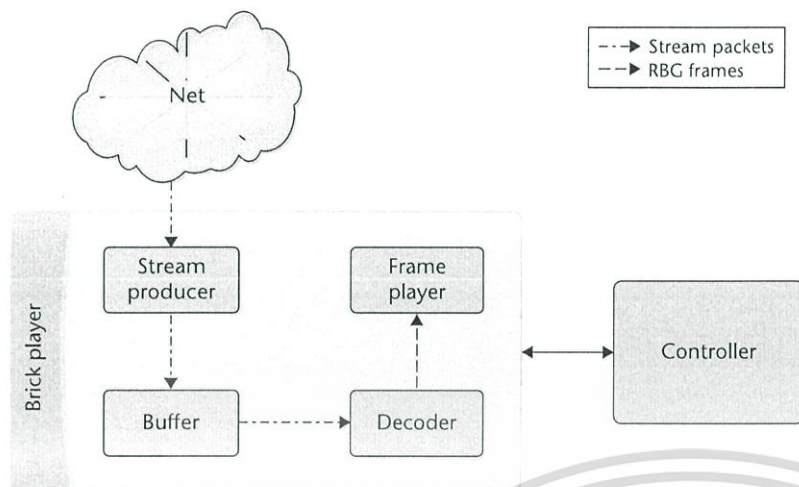 Net
Stream packets
RBG frames
Brick player
Stream
producer
Frame
player
Buffer
Decoder
Controller